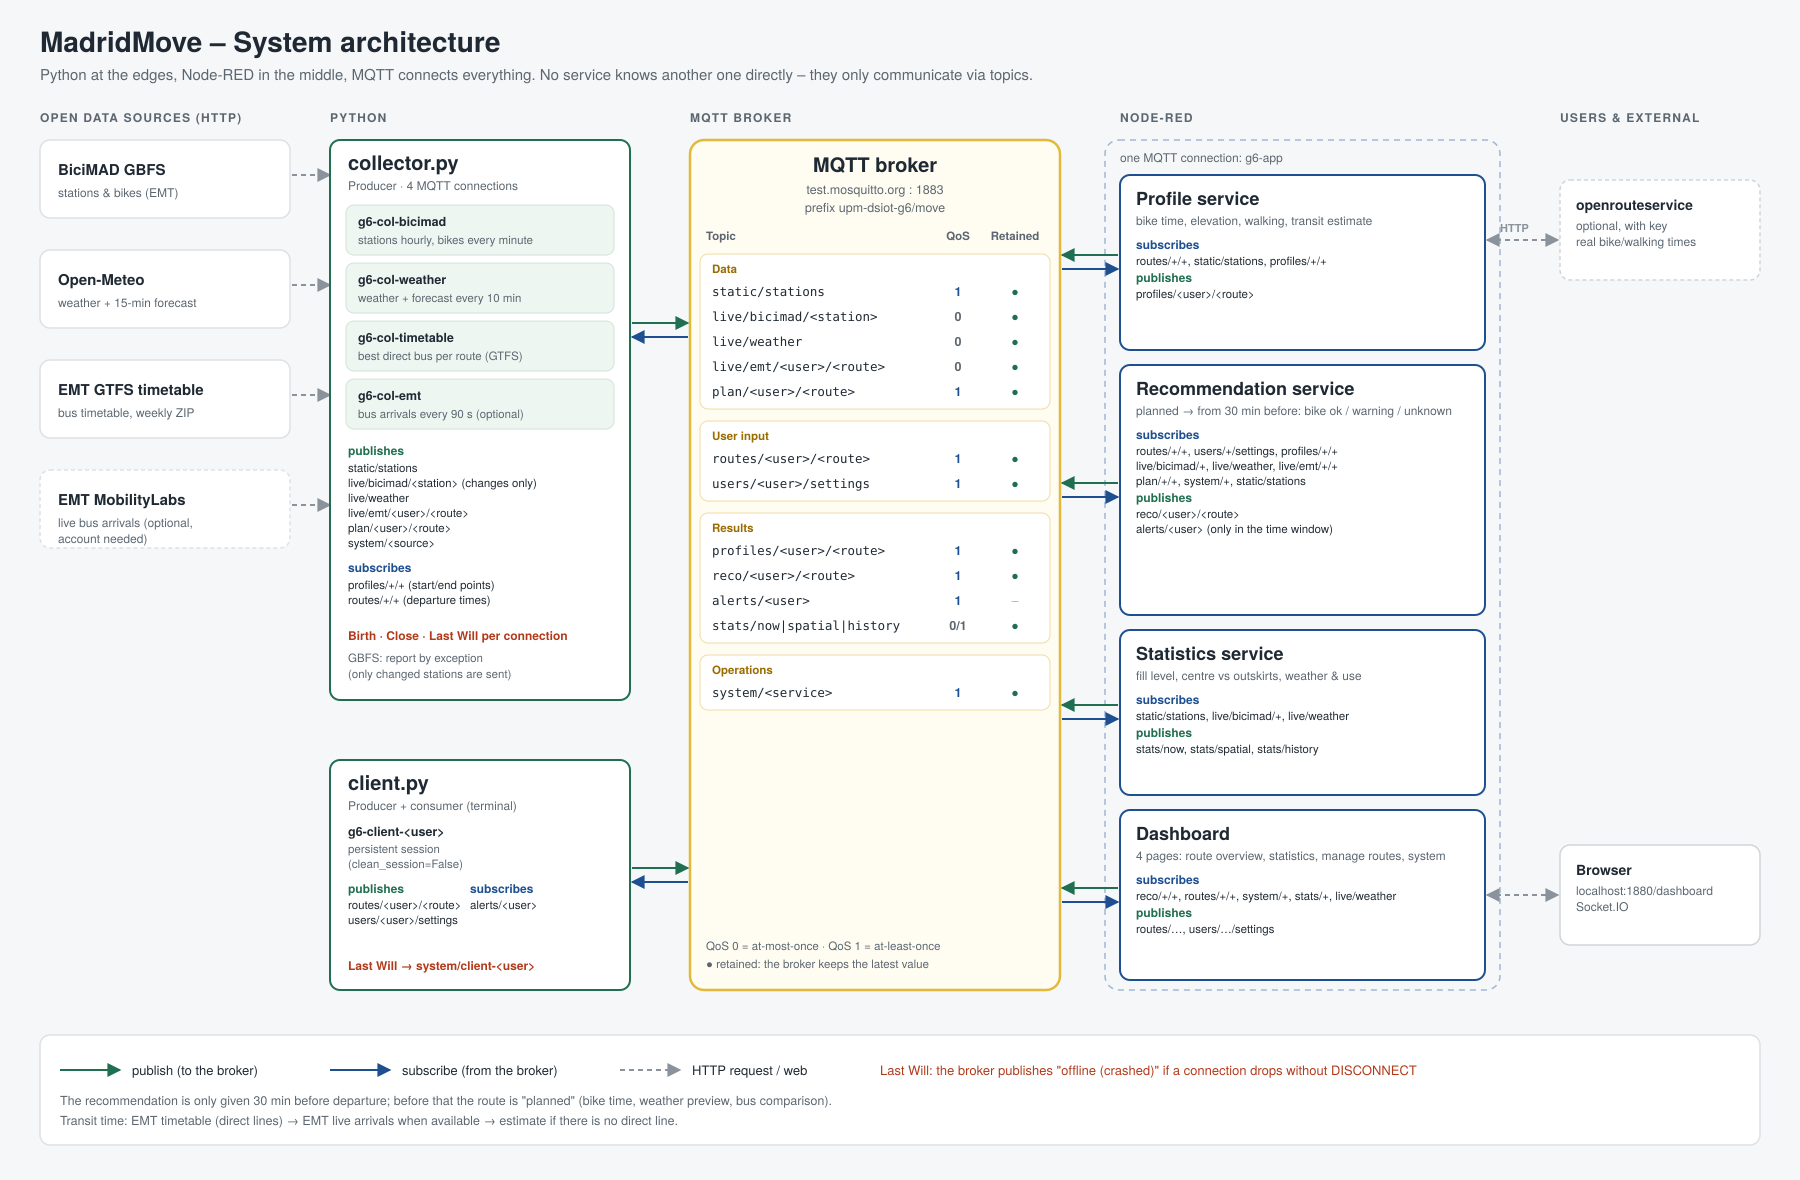 MadridMove – System architecture
Python at the edges, Node-RED in the middle, MQTT connects everything. No service knows another one directly – they only communicate via topics.
OPEN DATA SOURCES (HTTP)
BiciMAD GBFS
stations & bikes (EMT)
Open-Meteo
weather + 15-min forecast
EMT GTFS timetable
bus timetable, weekly ZIP
EMT MobilityLabs
live bus arrivals (optional,
account needed)
PYTHON
collector.py
Producer · 4 MQTT connections
g6-col-bicimad
stations hourly, bikes every minute
g6-col-weather
weather + forecast every 10 min
g6-col-timetable
best direct bus per route (GTFS)
g6-col-emt
bus arrivals every 90 s (optional)
publishes
static/stations
live/bicimad/<station> (changes only)
live/weather
live/emt/<user>/<route>
plan/<user>/<route>
system/<source>
subscribes
profiles/+/+ (start/end points)
routes/+/+ (departure times)
Birth · Close · Last Will per connection
GBFS: report by exception
(only changed stations are sent)
client.py
Producer + consumer (terminal)
g6-client-<user>
persistent session
(clean_session=False)
publishes subscribes
routes/<user>/<route> alerts/<user>
users/<user>/settings
Last Will → system/client-<user>
MQTT BROKER
MQTT broker
test.mosquitto.org : 1883
prefix upm-dsiot-g6/move
Topic QoS Retained
Data
static/stations 1 ●
live/bicimad/<station> 0 ●
live/weather 0 ●
live/emt/<user>/<route> 0 ●
plan/<user>/<route> 1 ●
User input
routes/<user>/<route> 1 ●
users/<user>/settings 1 ●
Results
profiles/<user>/<route> 1 ●
reco/<user>/<route> 1 ●
alerts/<user> 1 –
stats/now|spatial|history 0/1 ●
Operations
system/<service> 1 ●
QoS 0 = at-most-once · QoS 1 = at-least-once
● retained: the broker keeps the latest value
NODE-RED
one MQTT connection: g6-app
Profile service
bike time, elevation, walking, transit estimate
subscribes
routes/+/+, static/stations, profiles/+/+
publishes
profiles/<user>/<route>
Recommendation service
planned → from 30 min before: bike ok / warning / unknown
subscribes
routes/+/+, users/+/settings, profiles/+/+
live/bicimad/+, live/weather, live/emt/+/+
plan/+/+, system/+, static/stations
publishes
reco/<user>/<route>
alerts/<user> (only in the time window)
Statistics service
fill level, centre vs outskirts, weather & use
subscribes
static/stations, live/bicimad/+, live/weather
publishes
stats/now, stats/spatial, stats/history
Dashboard
4 pages: route overview, statistics, manage routes, system
subscribes
reco/+/+, routes/+/+, system/+, stats/+, live/weather
publishes
routes/…, users/…/settings
USERS & EXTERNAL
HTTP
openrouteservice
optional, with key
real bike/walking times
Browser
localhost:1880/dashboard
Socket.IO
publish (to the broker)
subscribe (from the broker)
HTTP request / web
Last Will: the broker publishes "offline (crashed)" if a connection drops without DISCONNECT
The recommendation is only given 30 min before departure; before that the route is "planned" (bike time, weather preview, bus comparison).
Transit time: EMT timetable (direct lines) → EMT live arrivals when available → estimate if there is no direct line.